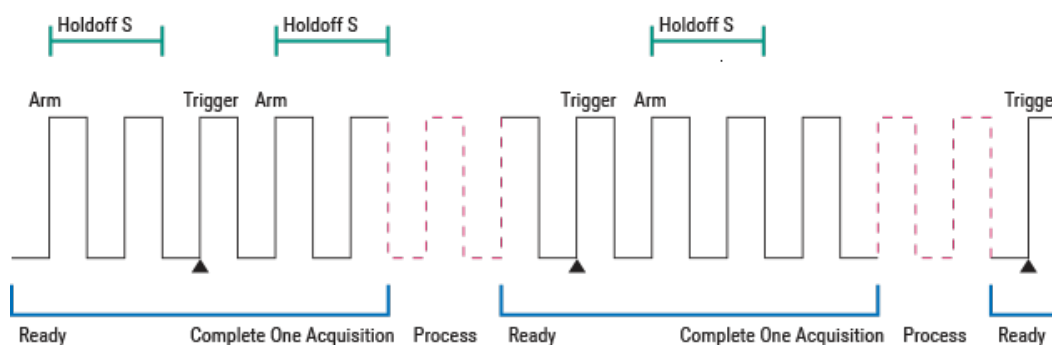 Holdoff S Holdoff S Holdoff S
Arm Trigger Arm Trigger Arm Trigge
Ready Complete One Acquisition Process Ready Complete One Acquisition Process Ready